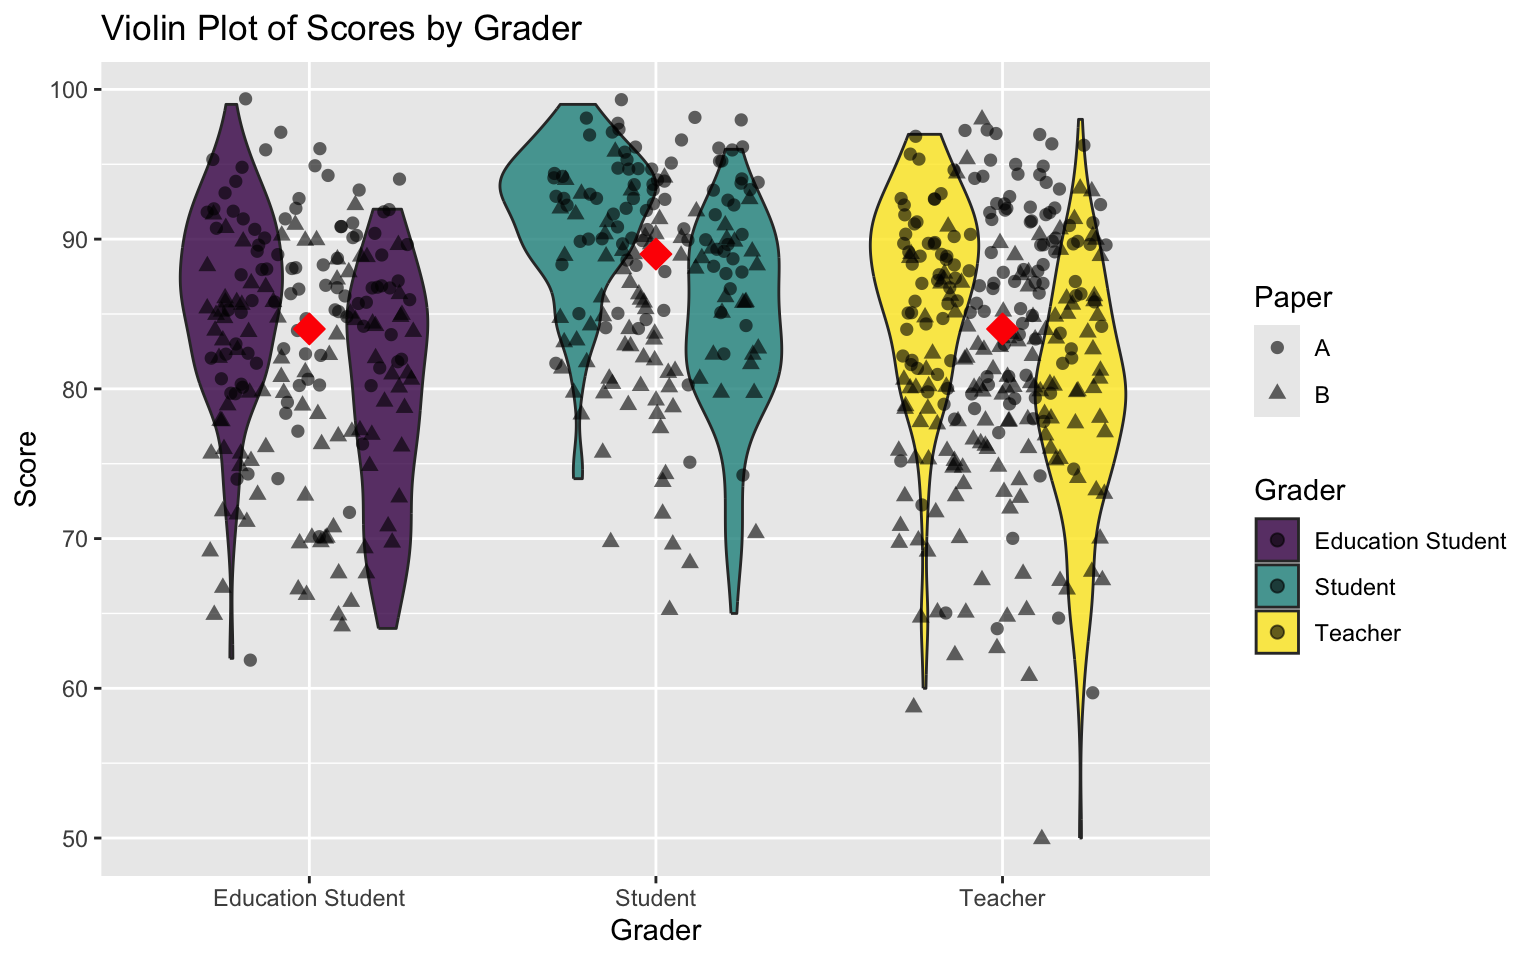 Violin Plot of Scores by Grader
100
90
80
70
60
50
Score
Education Student
Student
Teacher
Grader
Paper
A
B
Grader
Education Student
Student
Teacher